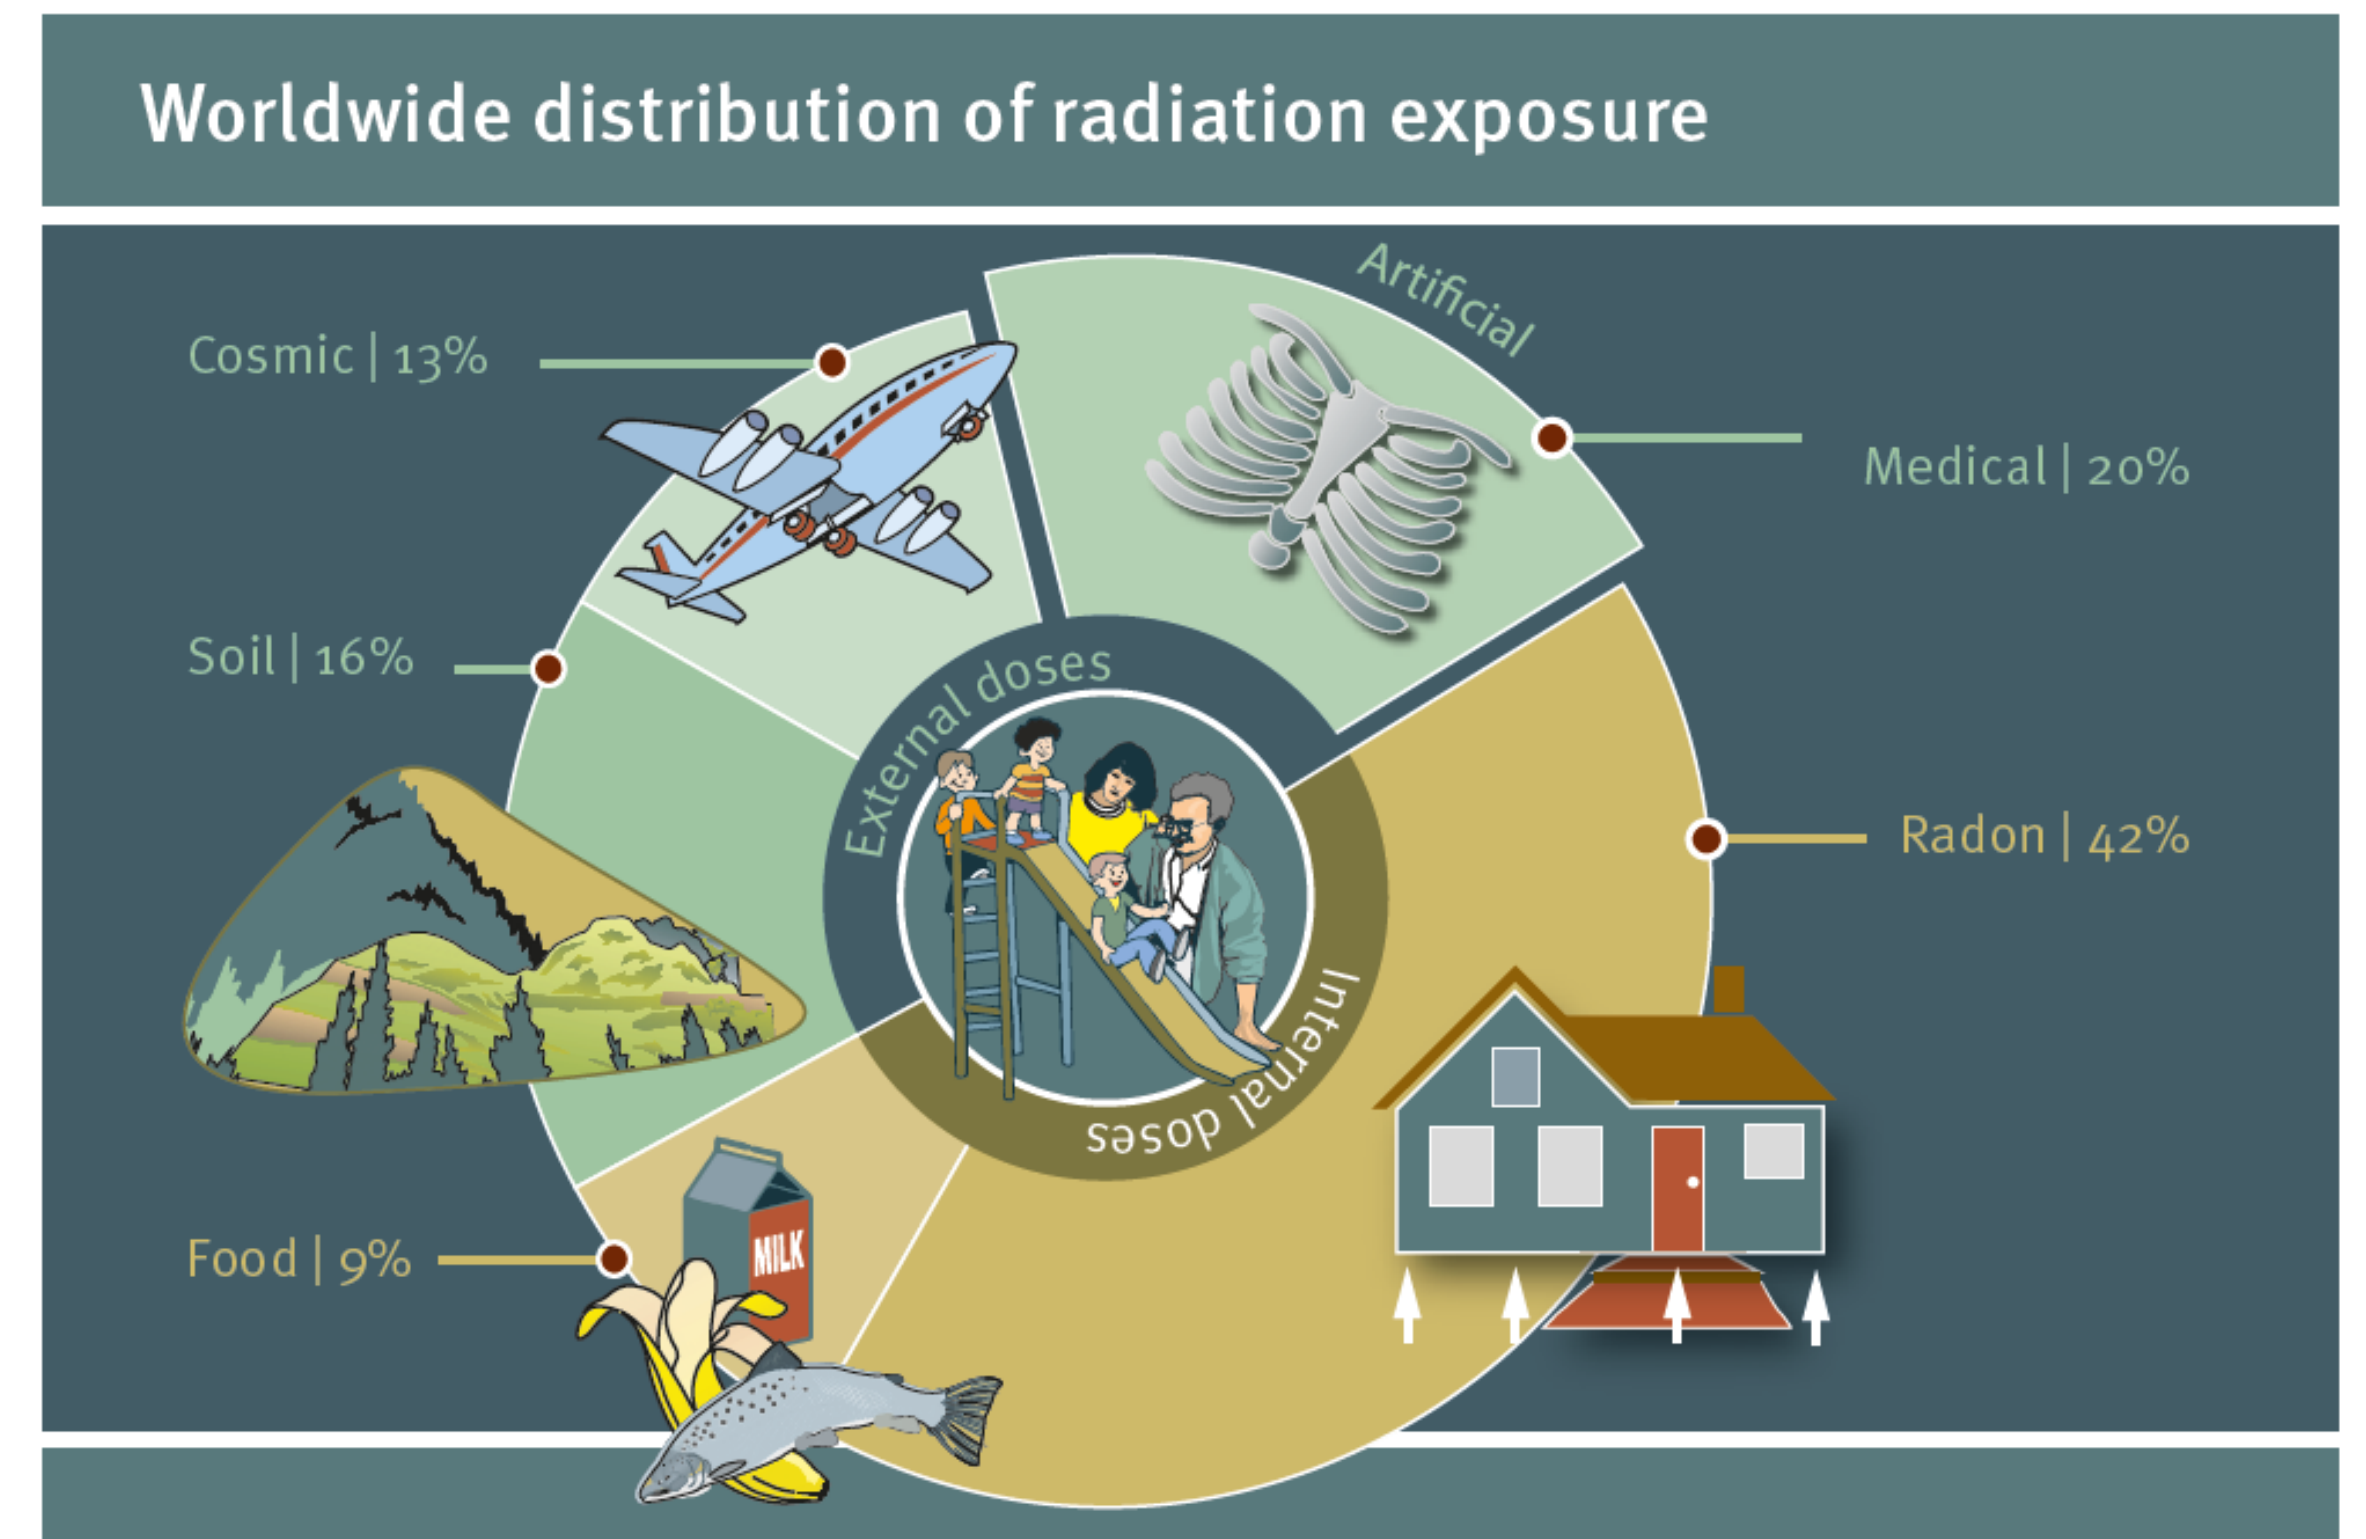 Worldwide distribution of radiation exposure
Artificial
Cosmic | 13%
Medical | 20%
Soil | 16%
External doses
Radon | 42%
Internal doses
Food | 9%
MILK